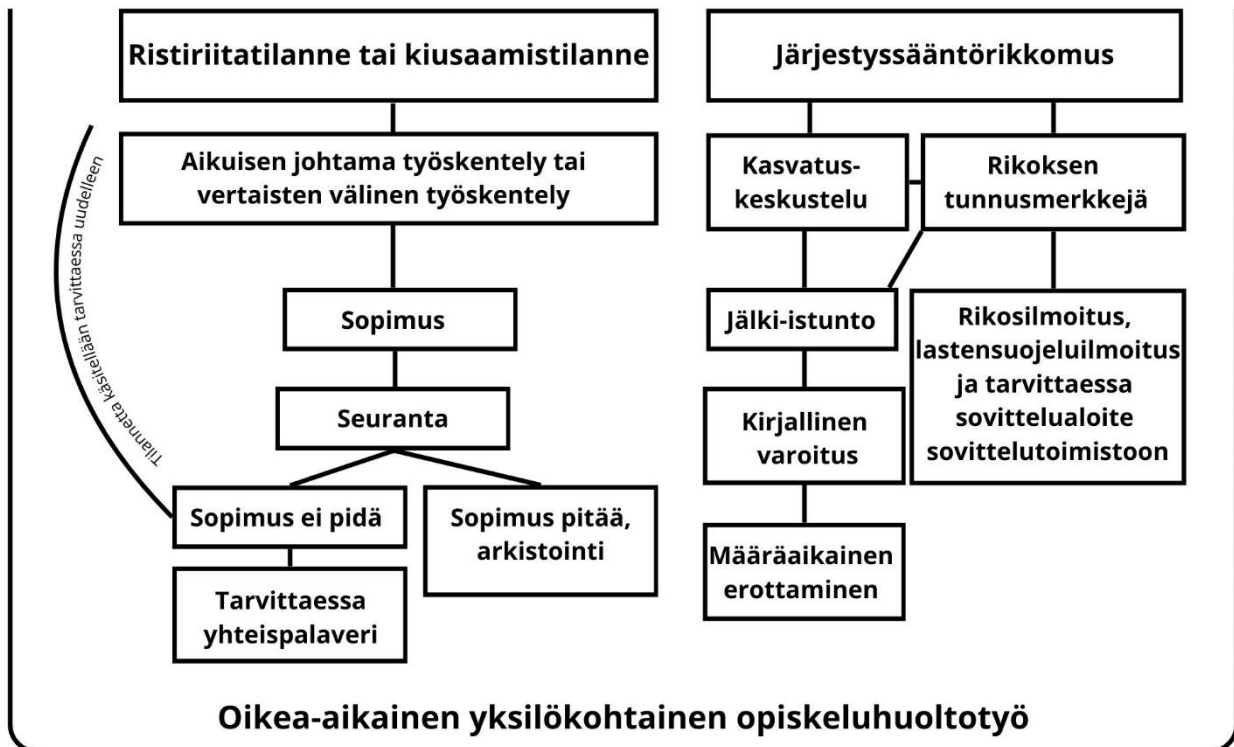 Ristiriitatilanne tai kiusaamistilanne
Aikuisen johtama työskentely tai
vertaisten välinen työskentely
Sopimus
Seuranta
Sopimus ei pidä
Sopimus pitää,
arkistointi
Tarvittaessa
yhteispalaveri
Tilannetta käsitellään tarvittaessa uudelleen
Järjestyssääntörikkomus
Kasvatus-
keskustelu
Rikoksen
tunnusmerkkejä
Jälki-istunto
Rikosilmoitus,
lastensuojeluilmoitus
ja tarvittaessa
sovittelualoite
sovittelutoimistoon
Kirjallinen
varoitus
Määräaikainen
erottaminen
Oikea-aikainen yksilökohtainen opiskeluhuoltotyö